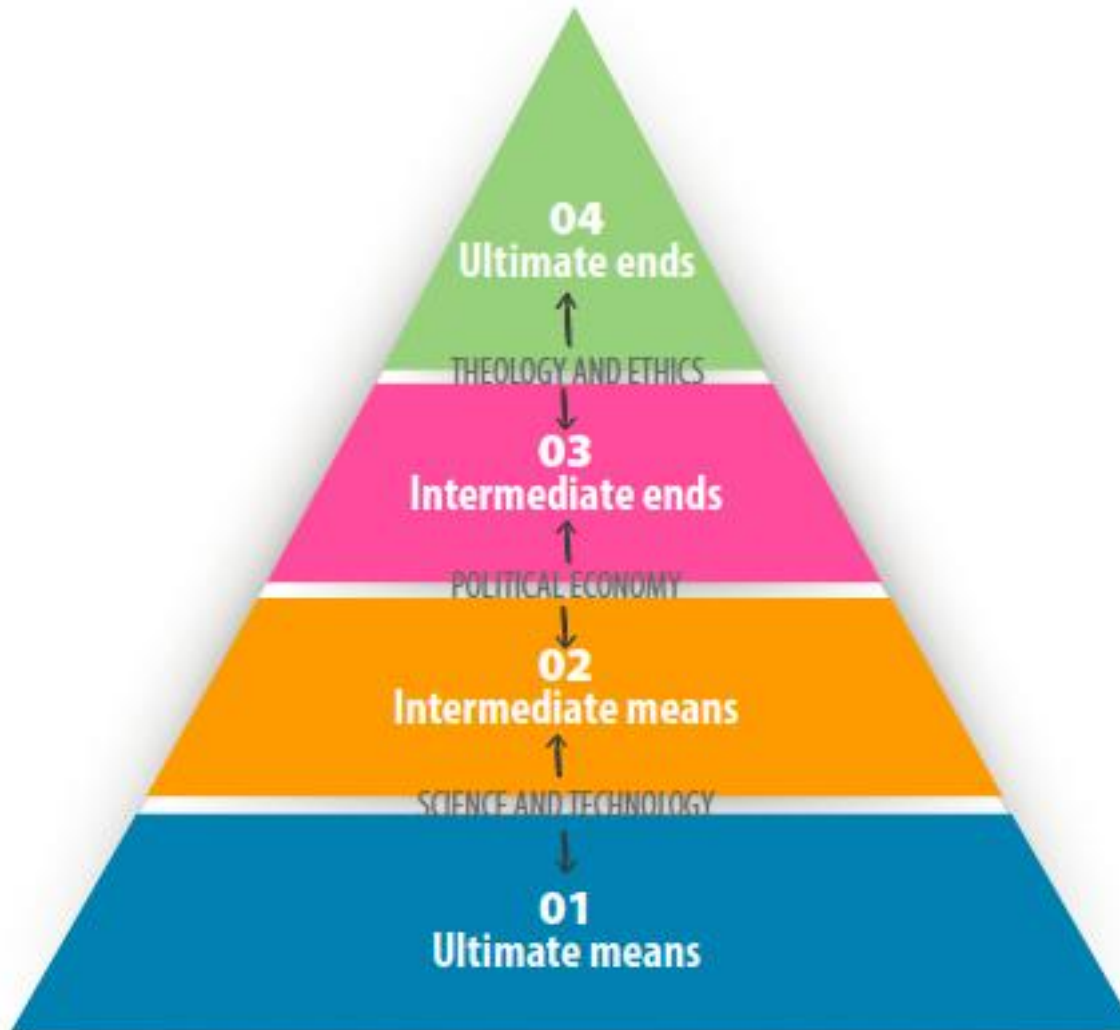 04
Ultimate ends
THEOLOGY AND ETHICS
03
Intermediate ends
POLITICAL ECONOMY
02
Intermediate means
SCIENCE AND TECHNOLOGY
01
Ultimate means